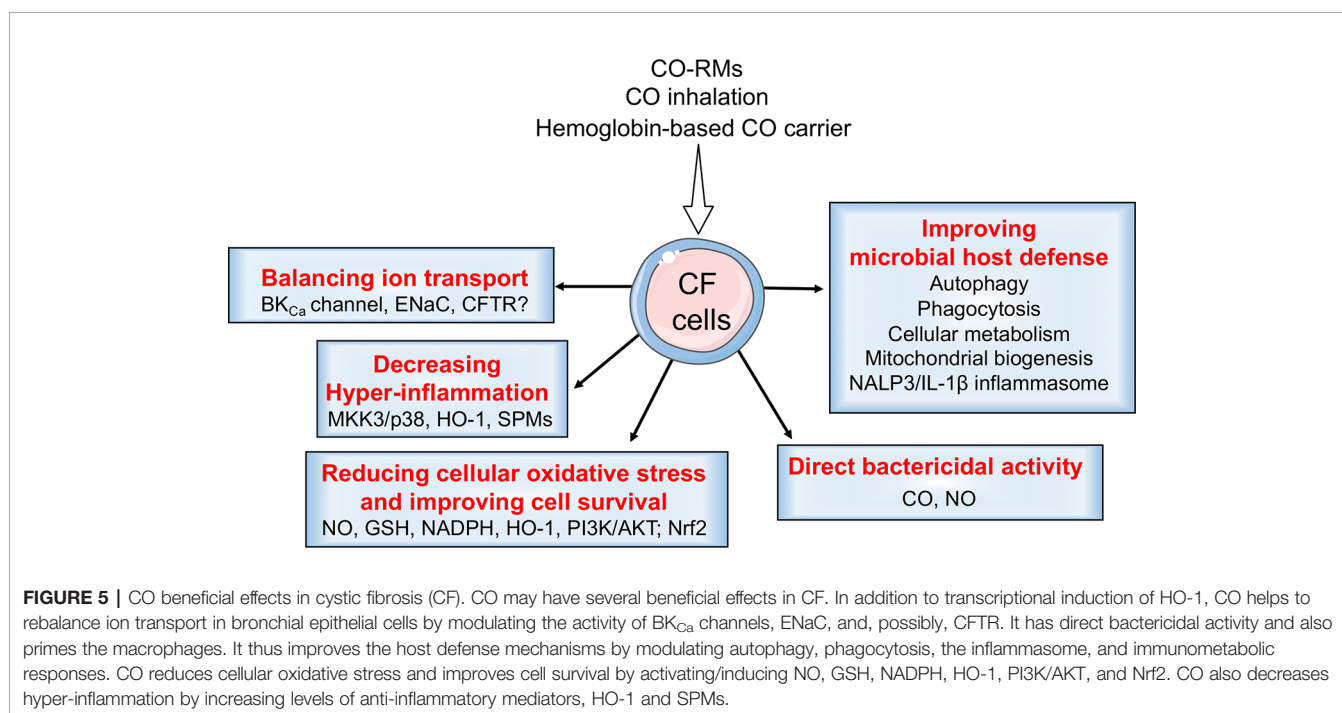 CO-RMs
CO inhalation
Hemoglobin-based CO carrier
CF
cells
Balancing ion transport
BKCa channel, ENaC, CFTR?
Decreasing
Hyper-inflammation
MKK3/p38, HO-1, SPMs
Reducing cellular oxidative stress
and improving cell survival
NO, GSH, NADPH, HO-1, PI3K/AKT; Nrf2
Improving
microbial host defense
Autophagy
Phagocytosis
Cellular metabolism
Mitochondrial biogenesis
NALP3/IL-1β inflammasome
Direct bactericidal activity
CO, NO
FIGURE 5 | CO beneficial effects in cystic fibrosis (CF). CO may have several beneficial effects in CF. In addition to transcriptional induction of HO-1, CO helps to
rebalance ion transport in bronchial epithelial cells by modulating the activity of BKCa channels, ENaC, and, possibly, CFTR. It has direct bactericidal activity and also
primes the macrophages. It thus improves the host defense mechanisms by modulating autophagy, phagocytosis, the inflammasome, and immunometabolic
responses. CO reduces cellular oxidative stress and improves cell survival by activating/inducing NO, GSH, NADPH, HO-1, PI3K/AKT, and Nrf2. CO also decreases
hyper-inflammation by increasing levels of anti-inflammatory mediators, HO-1 and SPMs.